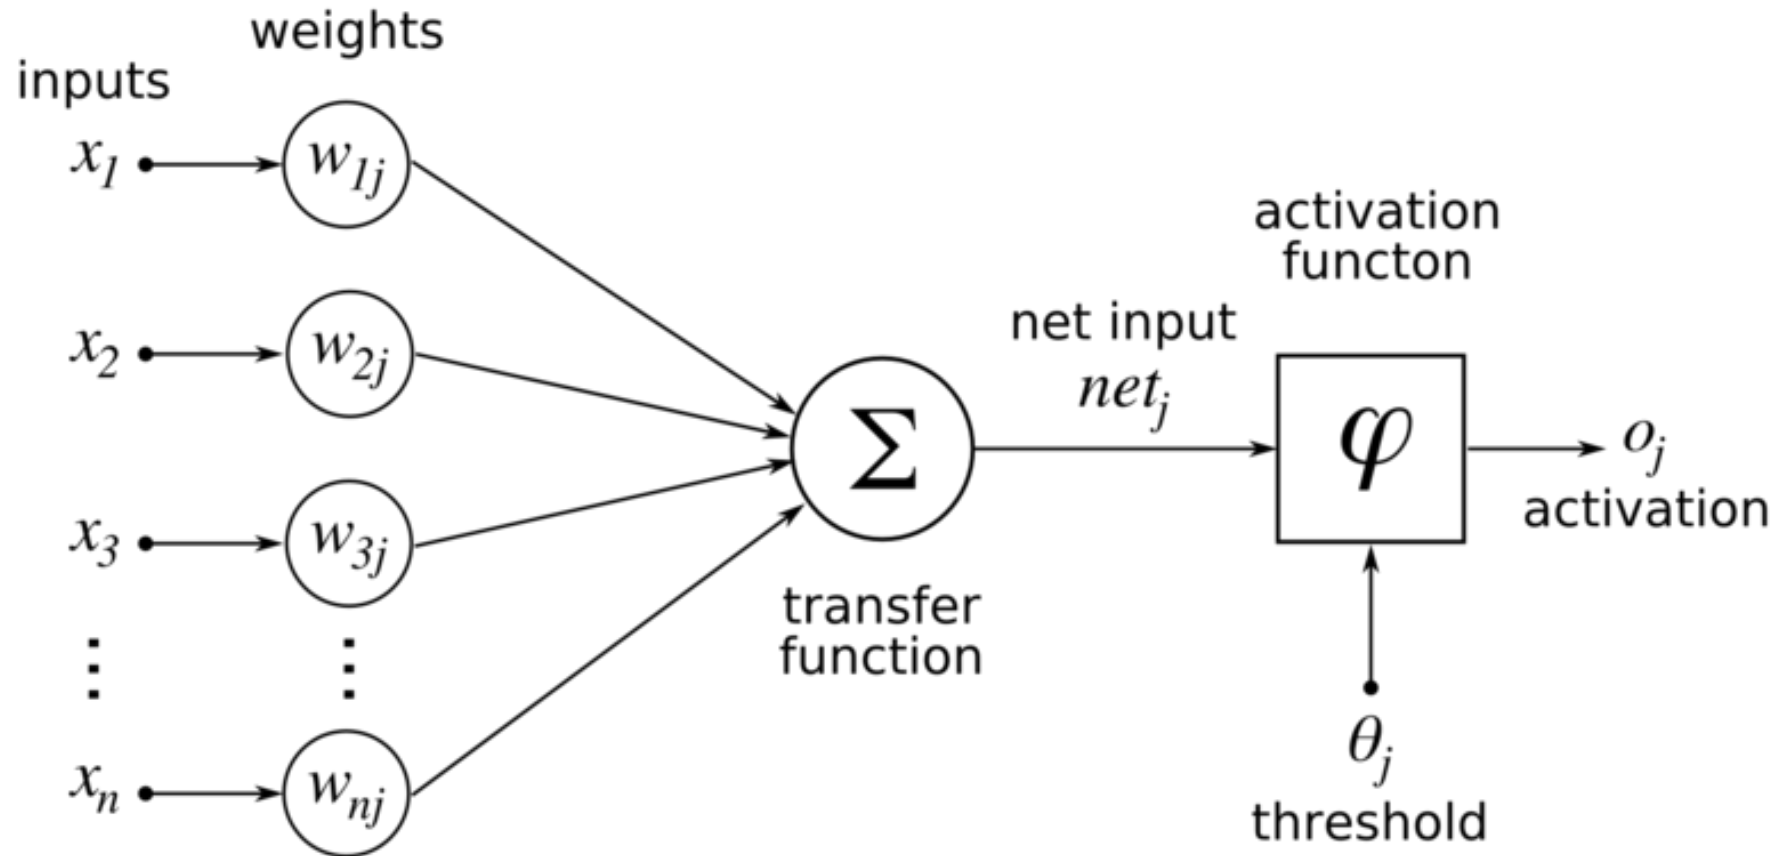 weights
inputs
x1
w1j
x2
w2j
x3
w3j
⋮ ⋮
xn
wnj
Σ
transfer
function
net input
netj
activation
functon
φ
oj
activation
θj
threshold